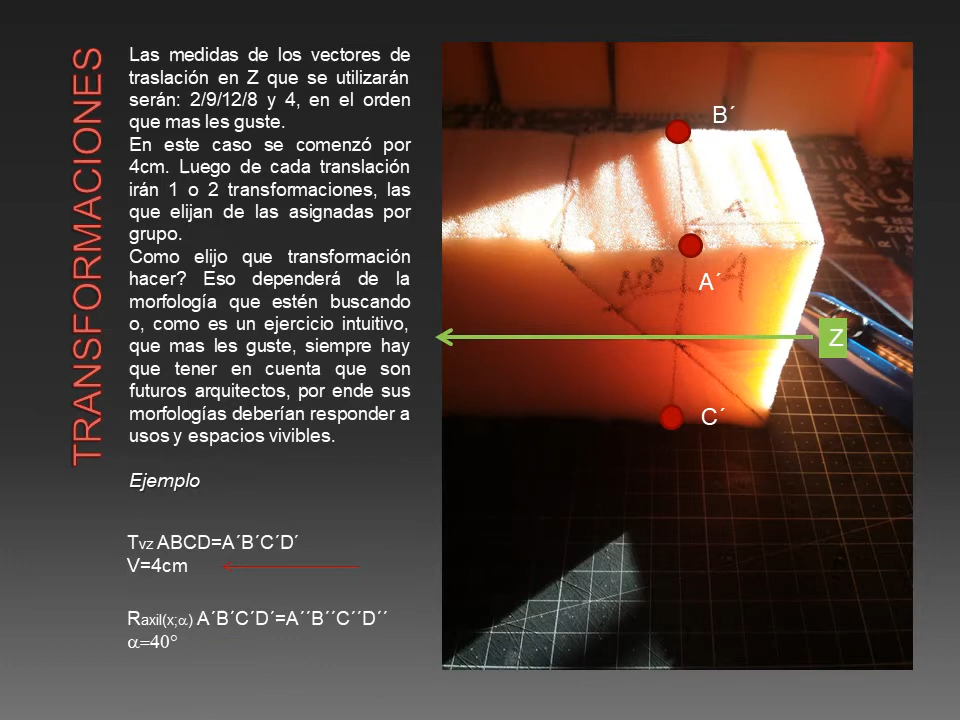 TRANSFORMACIONES
Las medidas de los vectores de
traslación en Z que se utilizarán
serán: 2/9/12/8 y 4, en el orden
que mas les guste.
En este caso se comenzó por
4cm. Luego de cada translación
irán 1 o 2 transformaciones, las
que elijan de las asignadas por
grupo.
Como elijo que transformación
hacer? Eso dependerá de la
morfología que estén buscando
o, como es un ejercicio intuitivo,
que mas les guste, siempre hay
que tener en cuenta que son
futuros arquitectos, por ende sus
morfologías deberían responder a
usos y espacios vivibles.
Ejemplo
Tvz ABCD=A´B´C´D´
V=4cm
Raxil(x;α) A´B´C´D´=A´´B´´C´´D´´
α=40°
B´
A
40°
A
A´
Z
C´